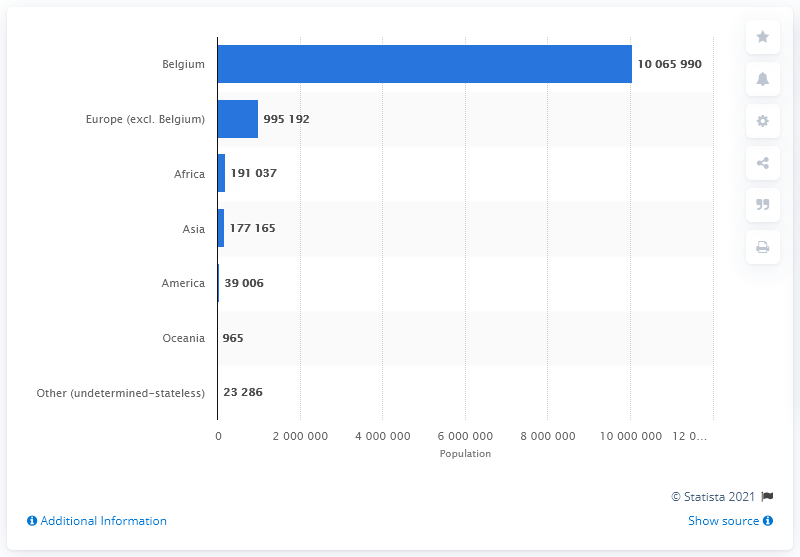 Belgium 10 065 990
Europe (excl. Belgium) 995 192
Africa 191 037
Asia 177 165
America 39 006
Oceania 965
Other (undetermined-stateless) 23 286
0 2 000 000 4 000 000 6 000 000 8 000 000 10 000 000 12 0...
Population
© Statista 2021
Additional Information Show source